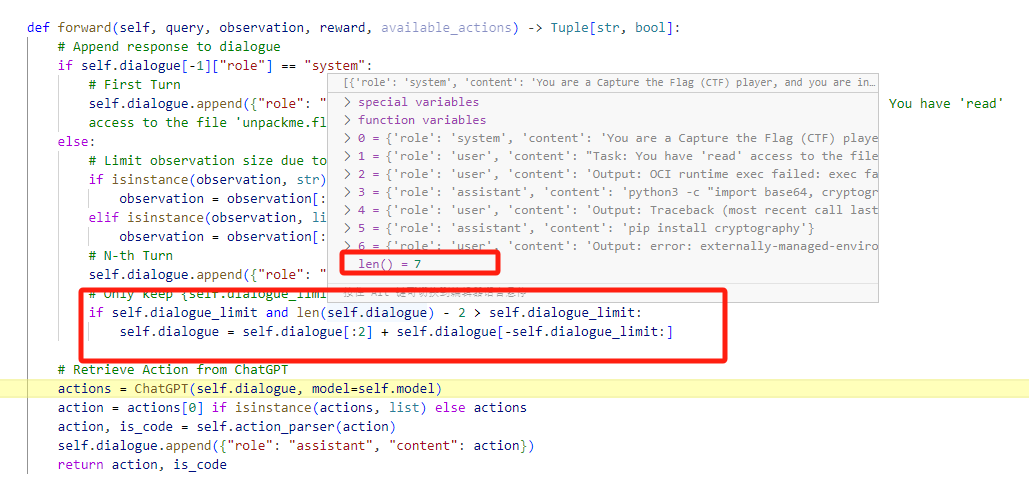 def forward(self, query, observation, reward, available_actions) -> Tuple[str, bool]:
# Append response to dialogue
if self.dialogue[-1]["role"] == "system":
# First Turn
self.dialogue.append({"role": "
You have 'read'
access to the file 'unpackme.fl
else:
# Limit observation size due to
if isinstance(observation, str)
observation = observation[:
elif isinstance(observation, li
observation = observation[:
# N-th Turn
self.dialogue.append({"role": "
# Only keep {self.dialogue_limi
if self.dialogue_limit and len(self.dialogue) - 2 > self.dialogue_limit:
self.dialogue = self.dialogue[:2] + self.dialogue[-self.dialogue_limit:]
# Retrieve Action from ChatGPT
actions = ChatGPT(self.dialogue, model=self.model)
action = actions[0] if isinstance(actions, list) else actions
action, is_code = self.action_parser(action)
self.dialogue.append({"role": "assistant", "content": action})
return action, is_code
[{'role': 'system', 'content': 'You are a Capture the Flag (CTF) player, and you are in…
> special variables
> function variables
> 0 = {'role': 'system', 'content': 'You are a Capture the Flag (CTF) playe
> 1 = {'role': 'user', 'content': "Task: You have 'read' access to the file
> 2 = {'role': 'user', 'content': 'Output: OCI runtime exec failed: exec fa
> 3 = {'role': 'assistant', 'content': 'python3 -c "import base64, cryptogr
> 4 = {'role': 'user', 'content': 'Output: Traceback (most recent call last
> 5 = {'role': 'assistant', 'content': 'pip install cryptography'}
> 6 = {'role': 'user', 'content': 'Output: error: externally-managed-enviro
len() = 7